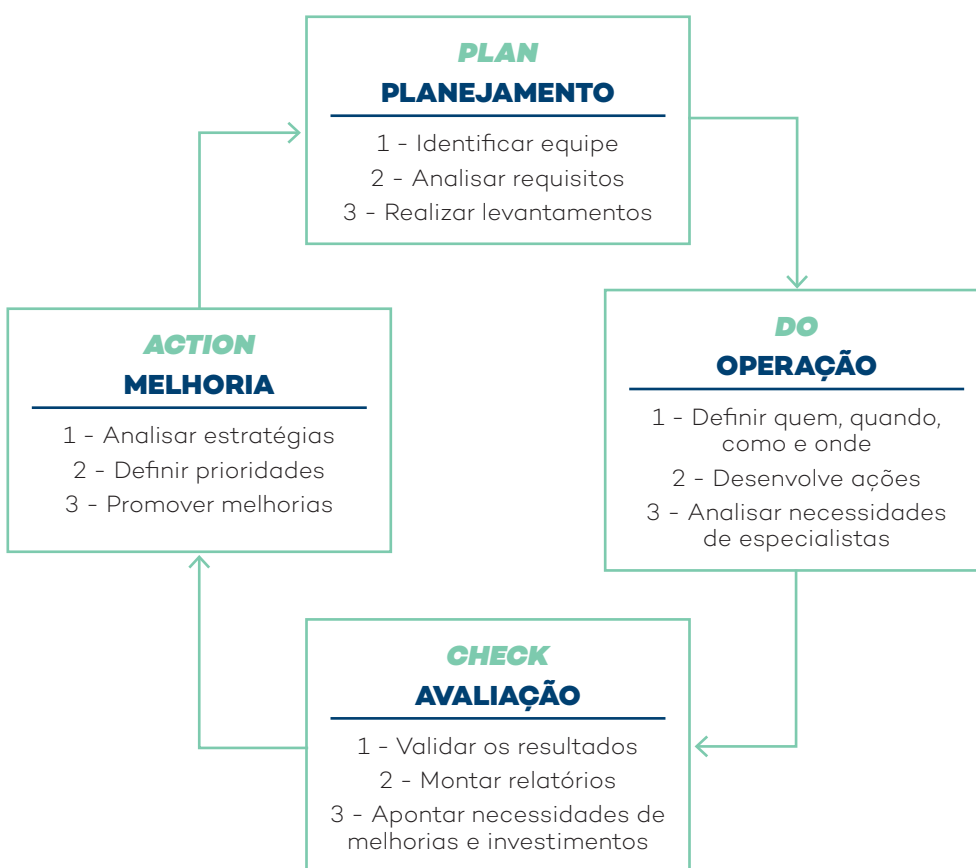 PLAN
PLANEJAMENTO
1 - Identificar equipe
2 - Analisar requisitos
3 - Realizar levantamentos
DO
OPERAÇÃO
1 - Definir quem, quando,
como e onde
2 - Desenvolve ações
3 - Analisar necessidades
de especialistas
CHECK
AVALIAÇÃO
1 - Validar os resultados
2 - Montar relatórios
3 - Apontar necessidades de
melhorias e investimentos
ACTION
MELHORIA
1 - Analisar estratégias
2 - Definir prioridades
3 - Promover melhorias